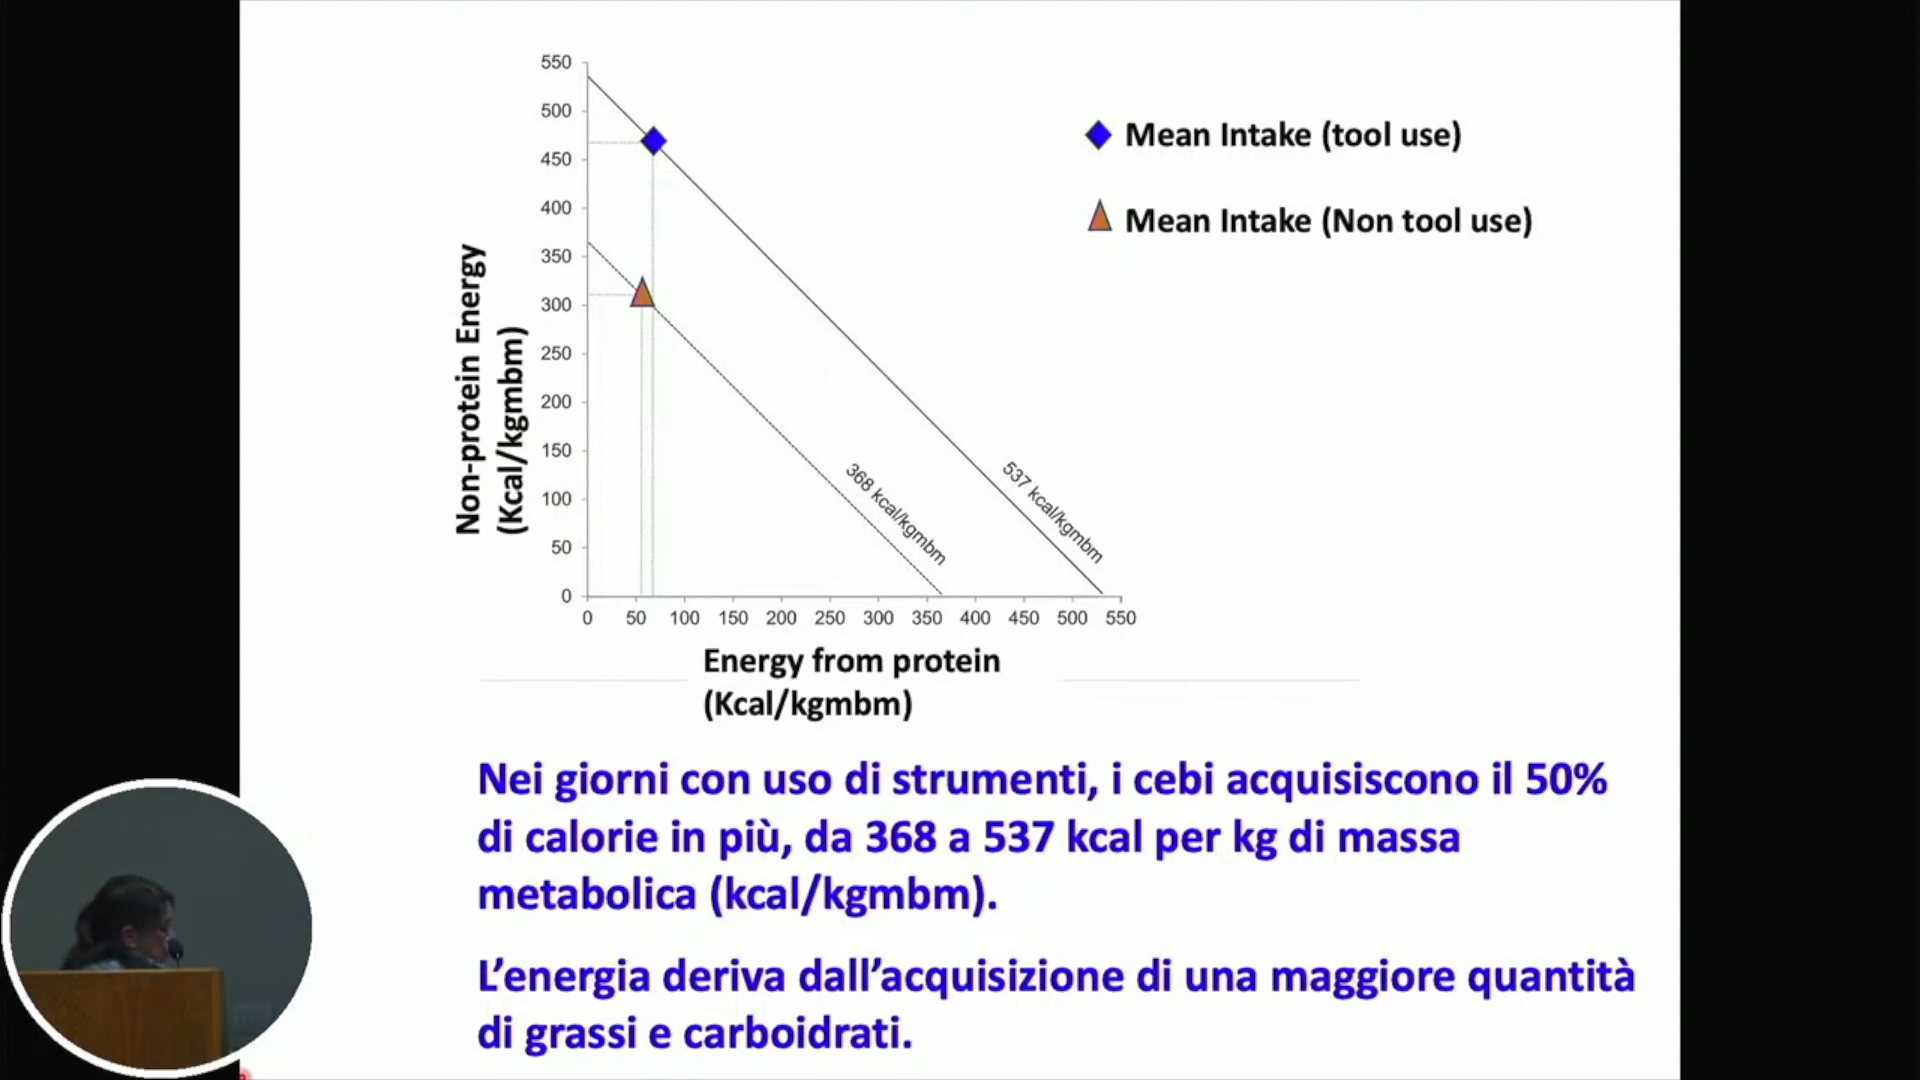 550
500
450
400
350
300
250
200
150
100
50
0
0 50 100 150 200 250 300 350 400 450 500 550
Non-protein Energy
(Kcal/kgmbm)
368 kcal/kgmbm
537 kcal/kgmbm
Energy from protein
(Kcal/kgmbm)
Mean Intake (tool use)
Mean Intake (Non tool use)
Nei giorni con uso di strumenti, i cebi acquisiscono il 50%
di calorie in più, da 368 a 537 kcal per kg di massa
metabolica (kcal/kgmbm).
L’energia deriva dall’acquisizione di una maggiore quantità
di grassi e carboidrati.